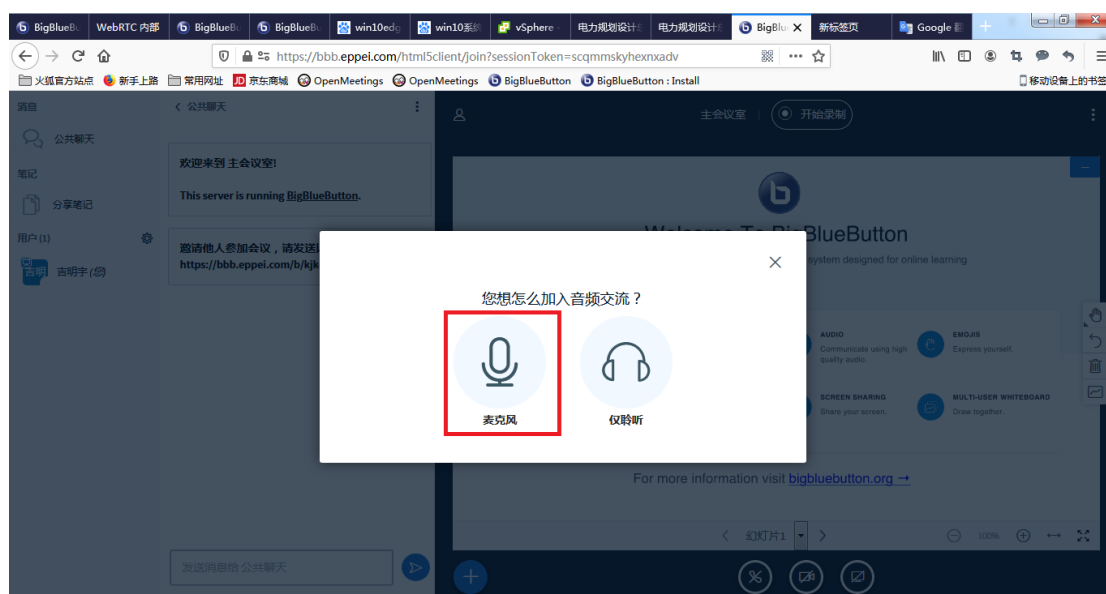 BigBlueBu
WebRTC 内部
BigBlueBu
BigBlueBu
BigBlueBu
win10edg
win10系统
vSphere -
电力规划设计
电力规划设计
BigBlu
新标签页
Google 翻
https://bbb.eppei.com/html5client/join?sessionToken=scqmmskyhexnxadv
火狐官方站点
新手上路
常用网址
JD 京东商城
OpenMeetings
OpenMeetings
BigBlueButton
BigBlueButton : Install
移动设备上的书签
消息
公共聊天
笔记
分享笔记
用户 (1)
吉明
吉明宇 (您)
公共聊天
欢迎来到 主会议室!
This server is running BigBlueButton.
邀请他人参加会议，请发送
https://bbb.eppei.com/b/kjk
发送消息给 公共聊天
主会议室
开始录制
Welcome To BigBlueButton
system designed for online learning
AUDIO
Communicate using high
quality audio.
EMOJIS
Express yourself.
SCREEN SHARING
Share your screen.
MULTI-USER WHITEBOARD
Draw together.
For more information visit bigbluebutton.org →
幻灯片1
100%
您想怎么加入音频交流？
麦克风
仅聆听